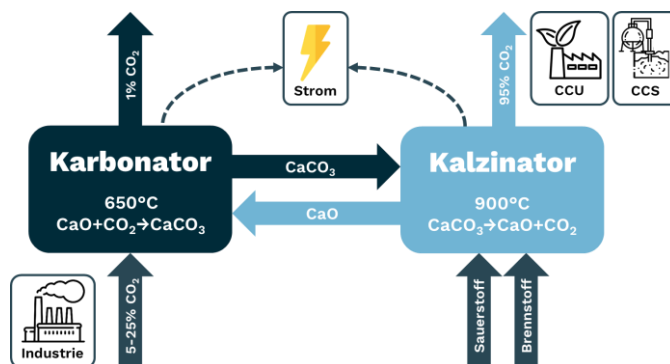 1% CO₂
Strom
95% CO₂
CCU
CCS
Karbonator
650°C
CaO+CO₂→CaCO₃
CaCO₃
CaO
Kalzinator
900°C
CaCO₃→CaO+CO₂
Industrie
5-25% CO₂
Sauerstoff
Brennstoff